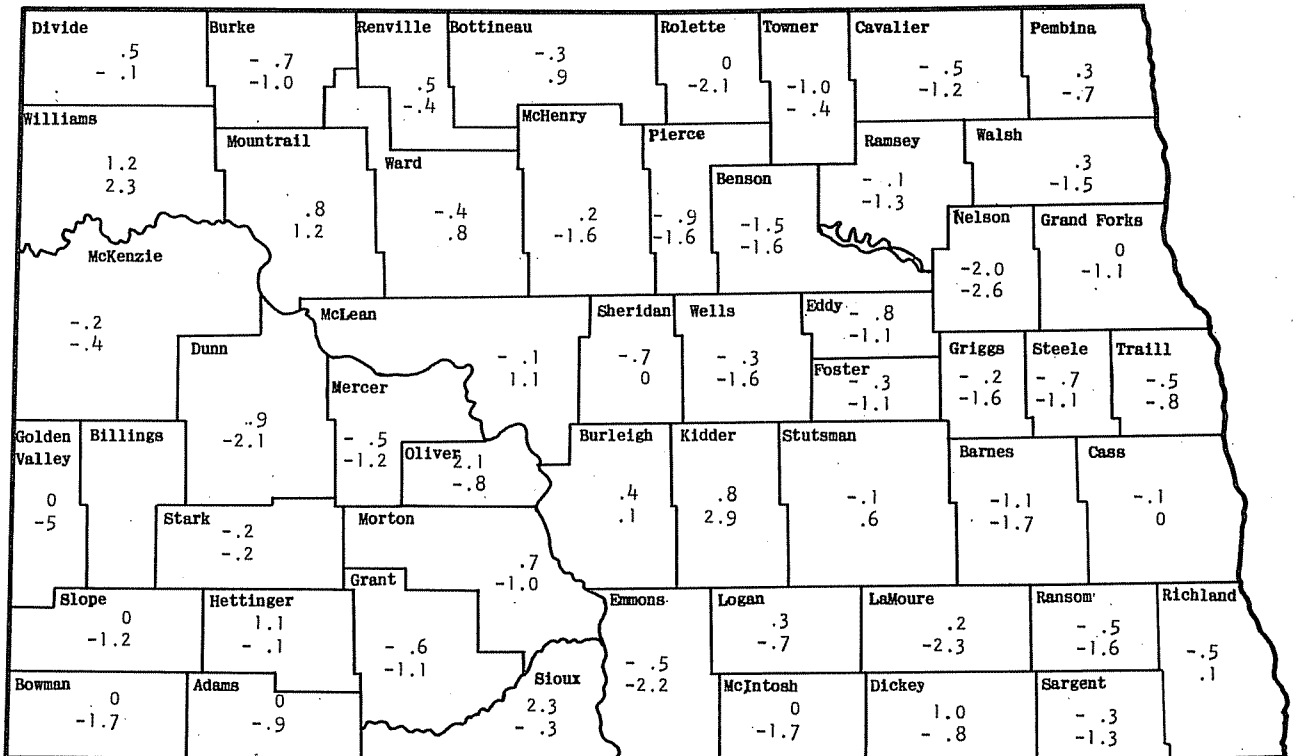 Divide
.5
- .1
Burke
- .7
-1.0
Renville
.5
-.4
Bottineau
-.3
.9
Rolette
0
-2.1
Towner
-1.0
- .4
Cavalier
- .5
-1.2
Pembina
.3
-.7
Williams
1.2
2.3
Mountrail
.8
1.2
Ward
-.4
.8
McHenry
.2
-1.6
Pierce
- .9
-1.6
Benson
-1.5
-1.6
Ramsey
- .1
-1.3
Walsh
.3
-1.5
Nelson
-2.0
-2.6
Grand Forks
0
-1.1
McKenzie
-.2
-.4
Dunn
.9
-2.1
McLean
- .1
1.1
Mercer
- .5
-1.2
Oliver
2.1
-.8
Sheridan
-.7
0
Wells
- .3
-1.6
Eddy
- .8
-1.1
Foster
- .3
-1.1
Griggs
- .2
-1.6
Steele
- .7
-1.1
Traill
-.5
-.8
Golden
Valley
0
-5
Billings
Stark
-.2
-.2
Morton
.7
-1.0
Burleigh
.4
.1
Kidder
.8
2.9
Stutsman
-.1
.6
Barnes
-1.1
-1.7
Cass
-.1
0
Slope
0
-1.2
Hettinger
1.1
- .1
Grant
- .6
-1.1
Sioux
2.3
- .3
Emmons
- .5
-2.2
Logan
.3
-.7
LaMoure
.2
-2.3
Ransom
- .5
-1.6
Richland
-.5
.1
Bowman
0
-1.7
Adams
0
-.9
McIntosh
0
-1.7
Dickey
1.0
- .8
Sargent
- .3
-1.3